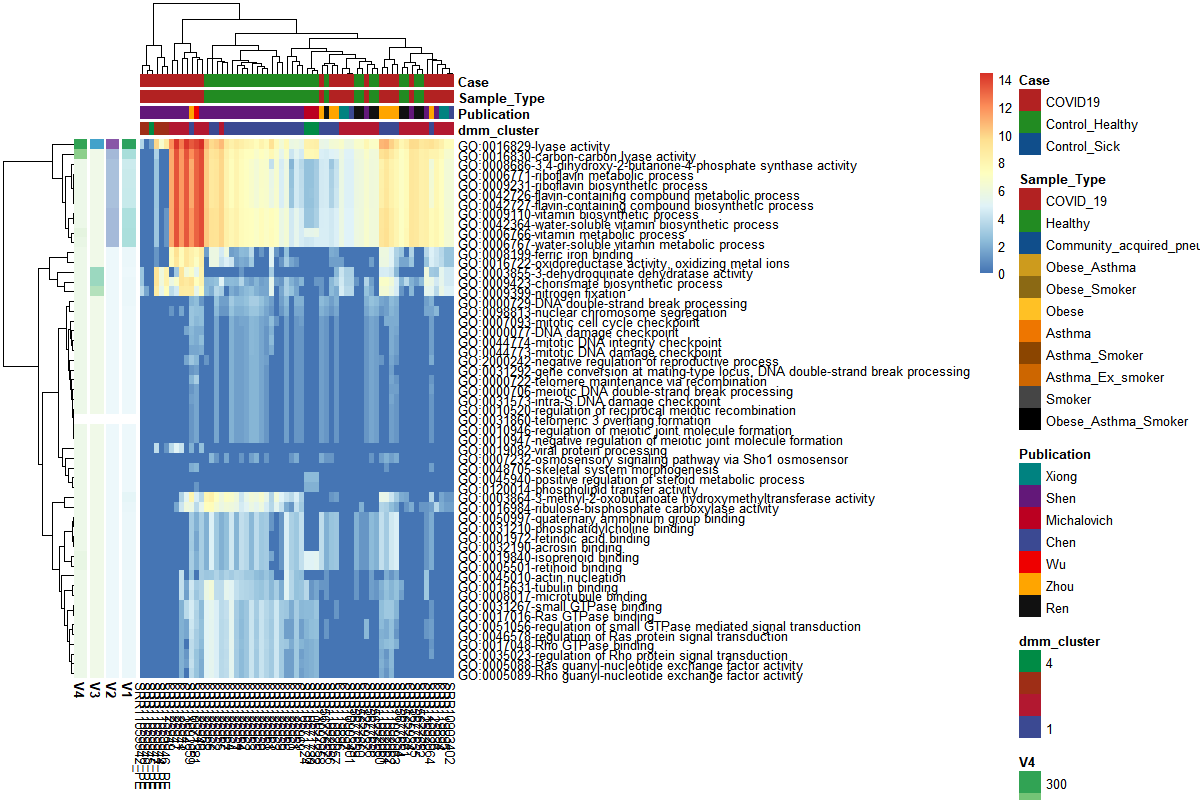 Case
Sample_Type
Publication
dmm_cluster
GO:0016829-lyase activity
GO:0016830-carbon-carbon lyase activity
GO:0008686-3,4-dihydroxy-2-butanone-4-phosphate synthase activity
GO:0006771-riboflavin metabolic process
GO:0009231-riboflavin biosynthetic process
GO:0042726-flavin-containing compound metabolic process
GO:0042727-flavin-containing compound biosynthetic process
GO:0009110-vitamin biosynthetic process
GO:0042364-water-soluble vitamin biosynthetic process
GO:0006766-vitamin metabolic process
GO:0006767-water-soluble vitamin metabolic process
GO:0008199-ferric iron binding
GO:0016722-oxidoreductase activity, oxidizing metal ions
GO:0003855-3-dehydroquinate dehydratase activity
GO:0009423-chorismate biosynthetic process
GO:0009399-nitrogen fixation
GO:0000729-DNA double-strand break processing
GO:0098813-nuclear chromosome segregation
GO:0007093-mitotic cell cycle checkpoint
GO:0000077-DNA damage checkpoint
GO:0044774-mitotic DNA integrity checkpoint
GO:0044773-mitotic DNA damage checkpoint
GO:2000242-negative regulation of reproductive process
GO:0031292-gene conversion at mating-type locus, DNA double-strand break processing
GO:0000722-telomere maintenance via recombination
GO:0000706-meiotic DNA double-strand break processing
GO:0031573-intra-S DNA damage checkpoint
GO:0010520-regulation of reciprocal meiotic recombination
GO:0031860-telomeric 3 overhang formation
GO:0010946-regulation of meiotic joint molecule formation
GO:0010947-negative regulation of meiotic joint molecule formation
GO:0019082-viral protein processing
GO:0007232-osmosensory signaling pathway via Sho1 osmosensor
GO:0048705-skeletal system morphogenesis
GO:0045940-positive regulation of steroid metabolic process
GO:0120014-phospholipid transfer activity
GO:0003864-3-methyl-2-oxobutanoate hydroxymethyltransferase activity
GO:0016984-ribulose-bisphosphate carboxylase activity
GO:0050997-quaternary ammonium group binding
GO:0031210-phosphatidylcholine binding
GO:0001972-retinoic acid binding
GO:0032190-acrosin binding
GO:0019840-isoprenoid binding
GO:0005501-retinoid binding
GO:0045010-actin nucleation
GO:0015631-tubulin binding
GO:0008017-microtubule binding
GO:0031267-small GTPase binding
GO:0017016-Ras GTPase binding
GO:0051056-regulation of small GTPase mediated signal transduction
GO:0046578-regulation of Ras protein signal transduction
GO:0017048-Rho GTPase binding
GO:0035023-regulation of Rho protein signal transduction
GO:0005088-Ras guanyl-nucleotide exchange factor activity
GO:0005089-Rho guanyl-nucleotide exchange factor activity
V4
V3
V2
V1
14
12
10
8
6
4
2
0
Case
COVID19
Control_Healthy
Control_Sick
Sample_Type
COVID_19
Healthy
Community_acquired_pneu
Obese_Asthma
Obese_Smoker
Obese
Asthma
Asthma_Smoker
Asthma_Ex_smoker
Smoker
Obese_Asthma_Smoker
Publication
Xiong
Shen
Michalovich
Chen
Wu
Zhou
Ren
dmm_cluster
4
1
V4
300